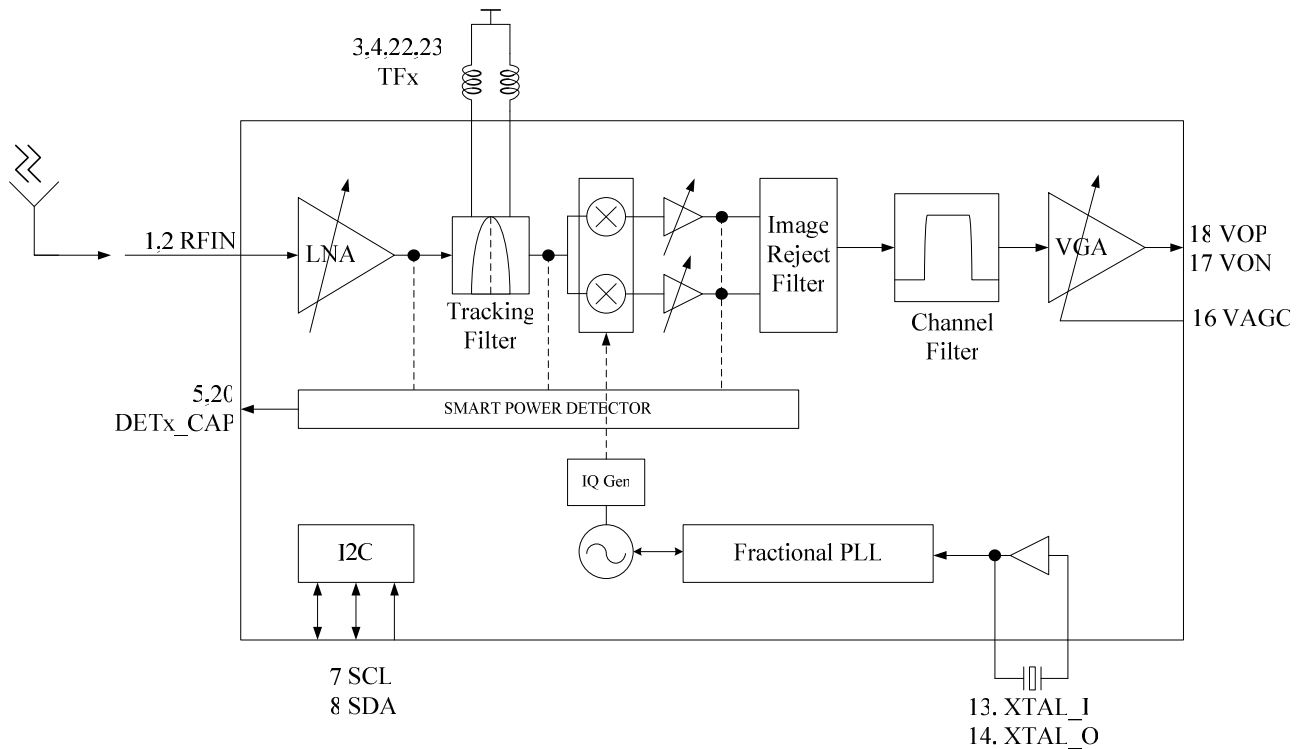 3,4,22,23
TFx
1,2 RFIN
LNA
Tracking
Filter
Image
Reject
Filter
Channel
Filter
VGA
18 VOP
17 VON
16 VAGC
5,20
DETx_CAP
SMART POWER DETECTOR
IQ Gen
I2C
Fractional PLL
7 SCL
8 SDA
13. XTAL_I
14. XTAL_O